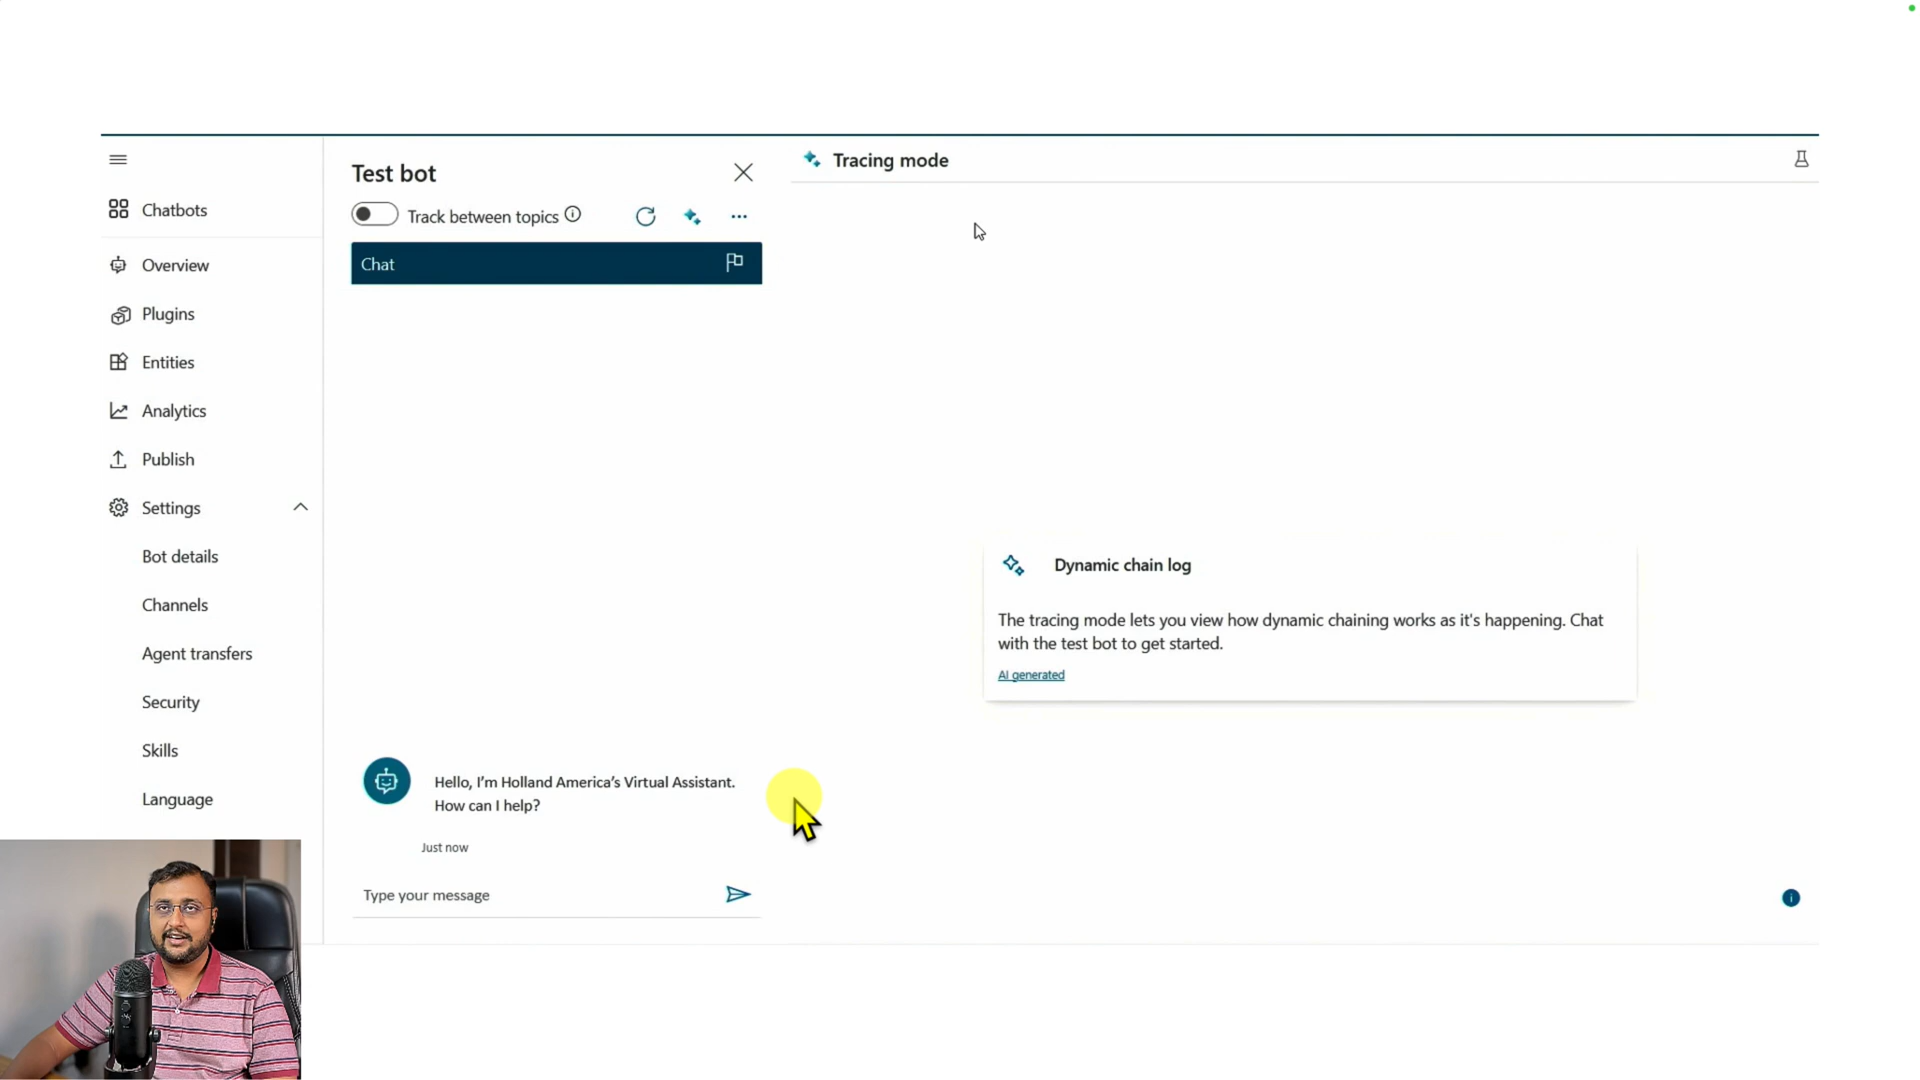 Chatbots
Overview
Plugins
Entities
Analytics
Publish
Settings
Bot details
Channels
Agent transfers
Security
Skills
Language
Test bot
Track between topics
Chat
Hello, I'm Holland America's Virtual Assistant.
How can I help?
Just now
Type your message
Tracing mode
Dynamic chain log
The tracing mode lets you view how dynamic chaining works as it's happening. Chat
with the test bot to get started.
AI generated